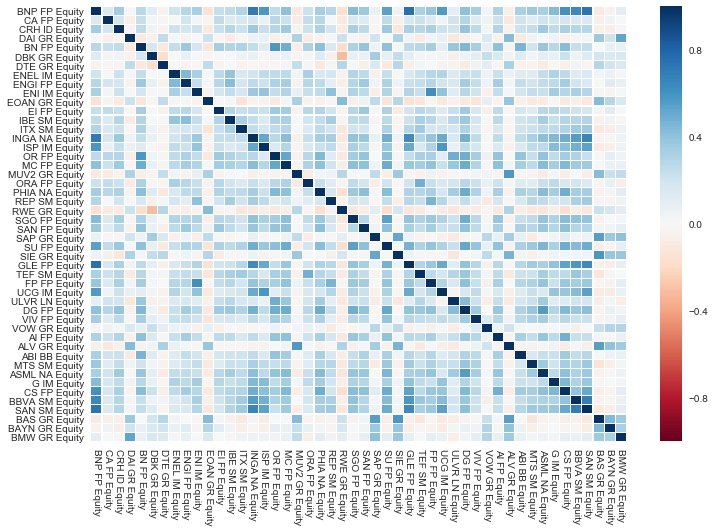 BNP FP Equity
CA FP Equity
CRH ID Equity
DAI GR Equity
BN FP Equity
DBK GR Equity
DTE GR Equity
ENEL IM Equity
ENGI FP Equity
ENI IM Equity
EOAN GR Equity
EI FP Equity
IBE SM Equity
ITX SM Equity
INGA NA Equity
ISP IM Equity
OR FP Equity
MC FP Equity
MUV2 GR Equity
ORA FP Equity
PHIA NA Equity
REP SM Equity
RWE GR Equity
SGO FP Equity
SAN FP Equity
SAP GR Equity
SU FP Equity
SIE GR Equity
GLE FP Equity
TEF SM Equity
FP FP Equity
UCG IM Equity
ULVR LN Equity
DG FP Equity
VIV FP Equity
VOW GR Equity
AI FP Equity
ALV GR Equity
ABI BB Equity
MTS SM Equity
ASML NA Equity
G IM Equity
CS FP Equity
BBVA SM Equity
SAN SM Equity
BAS GR Equity
BAYN GR Equity
BMW GR Equity
BNP FP Equity
CA FP Equity
CRH ID Equity
DAI GR Equity
BN FP Equity
DBK GR Equity
DTE GR Equity
ENEL IM Equity
ENGI FP Equity
ENI IM Equity
EOAN GR Equity
EI FP Equity
IBE SM Equity
ITX SM Equity
INGA NA Equity
ISP IM Equity
OR FP Equity
MC FP Equity
MUV2 GR Equity
ORA FP Equity
PHIA NA Equity
REP SM Equity
RWE GR Equity
SGO FP Equity
SAN FP Equity
SAP GR Equity
SU FP Equity
SIE GR Equity
GLE FP Equity
TEF SM Equity
FP FP Equity
UCG IM Equity
ULVR LN Equity
DG FP Equity
VIV FP Equity
VOW GR Equity
AI FP Equity
ALV GR Equity
ABI BB Equity
MTS SM Equity
ASML NA Equity
G IM Equity
CS FP Equity
BBVA SM Equity
SAN SM Equity
BAS GR Equity
BAYN GR Equity
BMW GR Equity
0.8
0.4
0.0
−0.4
−0.8